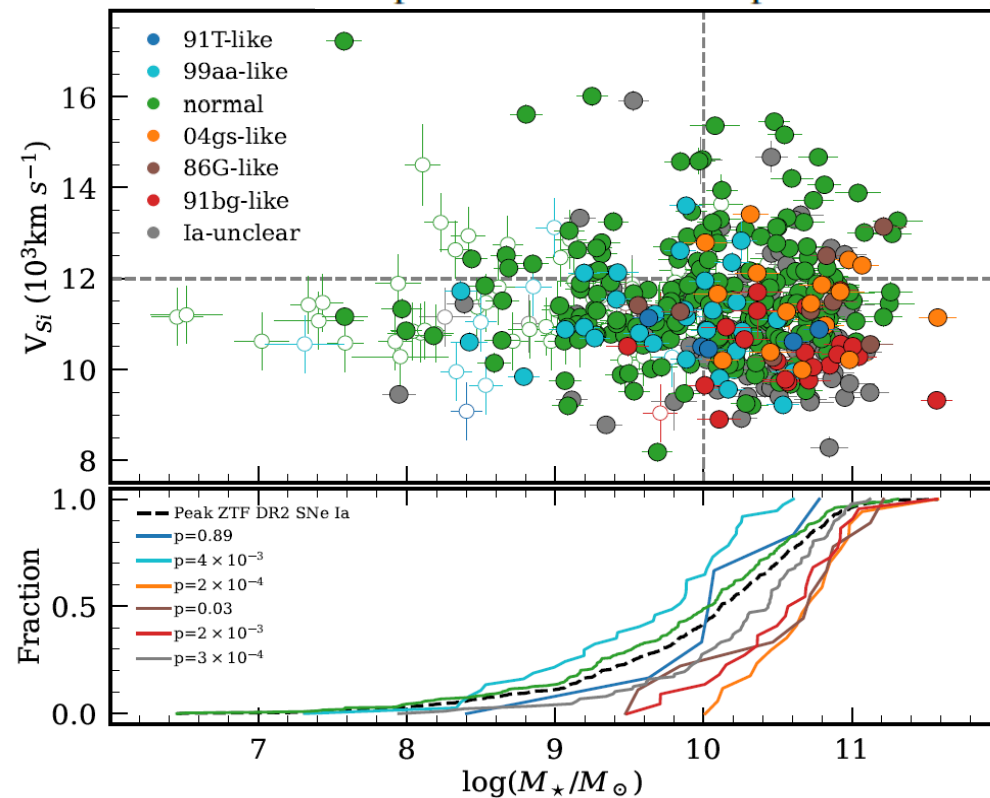 91T-like
99aa-like
normal
04gs-like
86G-like
91bg-like
Ia-unclear
V_{Si} (10³km s⁻¹)
16
14
12
10
8
1.0
0.5
0.0
Fraction
Peak ZTF DR2 SNe Ia
p=0.89
p=4 × 10⁻³
p=2 × 10⁻⁴
p=0.03
p=2 × 10⁻³
p=3 × 10⁻⁴
7 8 9 10 11
log(M⋆/M⊙)